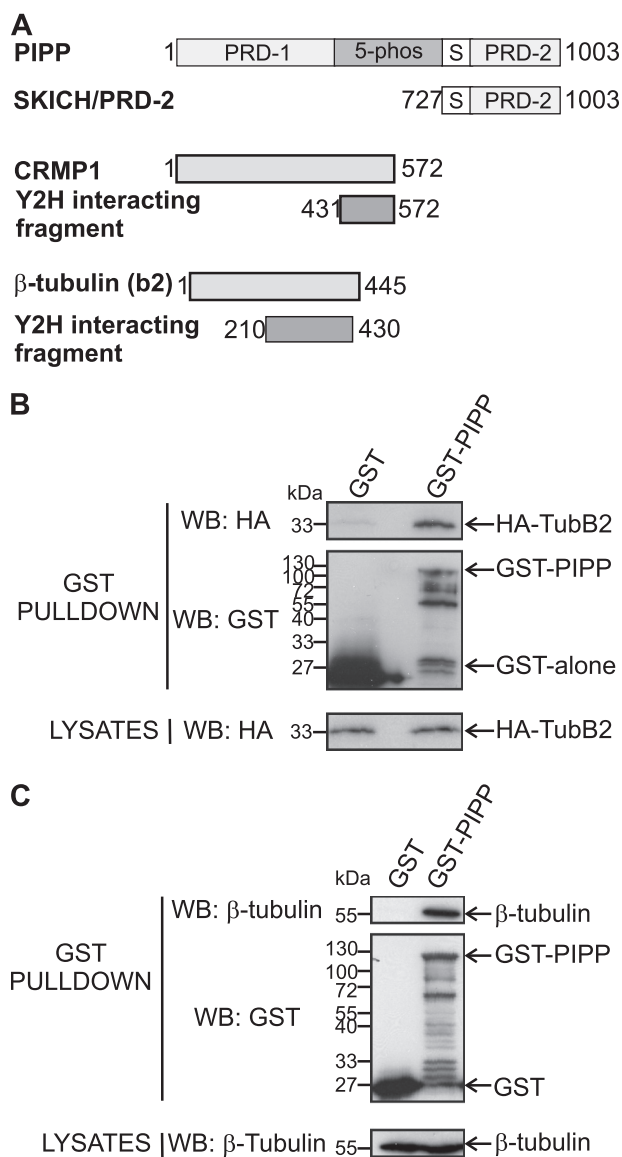 A
PIPP 1 PRD-1 5-phos S PRD-2 1003
SKICH/PRD-2 727 S PRD-2 1003
CRMP1 1 572
Y2H interacting fragment 431 572
β-tubulin (b2) 1 445
Y2H interacting fragment 210 430
B
kDa GST GST-PIPP
GST PULLDOWN
WB: HA 33 HA-TubB2
WB: GST
130 GST-PIPP
100
72
55
40
33
27 GST-alone
LYSATES WB: HA 33 HA-TubB2
C
kDa GST GST-PIPP
GST PULLDOWN
WB: β-tubulin 55 β-tubulin
WB: GST
130 GST-PIPP
100
72
55
40
33
27 GST
LYSATES WB: β-Tubulin 55 β-tubulin